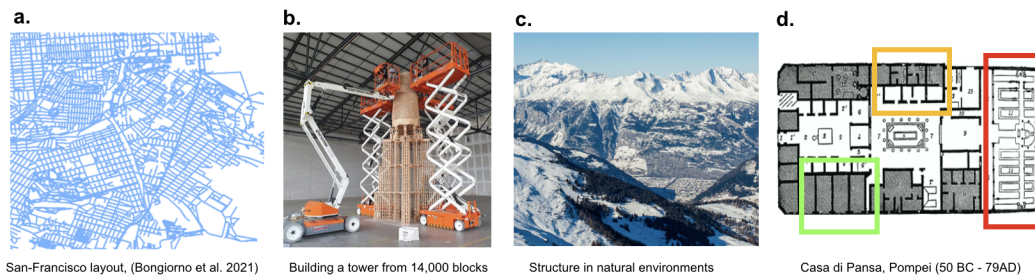 a.
b.
c.
d.
San-Francisco layout, (Bongiorno et al. 2021)
Building a tower from 14,000 blocks
Structure in natural environments
Casa di Pansa, Pompei (50 BC - 79AD)